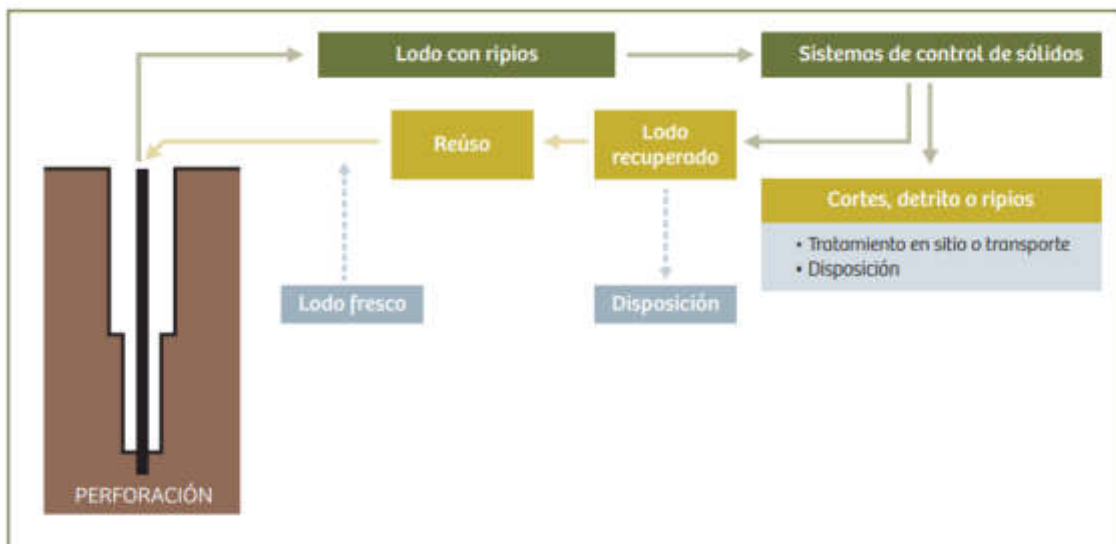 Lodo con ripios
Sistemas de control de sólidos
Reúso
Lodo
recuperado
Cortes, detrito o ripios
• Tratamiento en sitio o transporte
• Disposición
Lodo fresco
Disposición
PERFORACIÓN